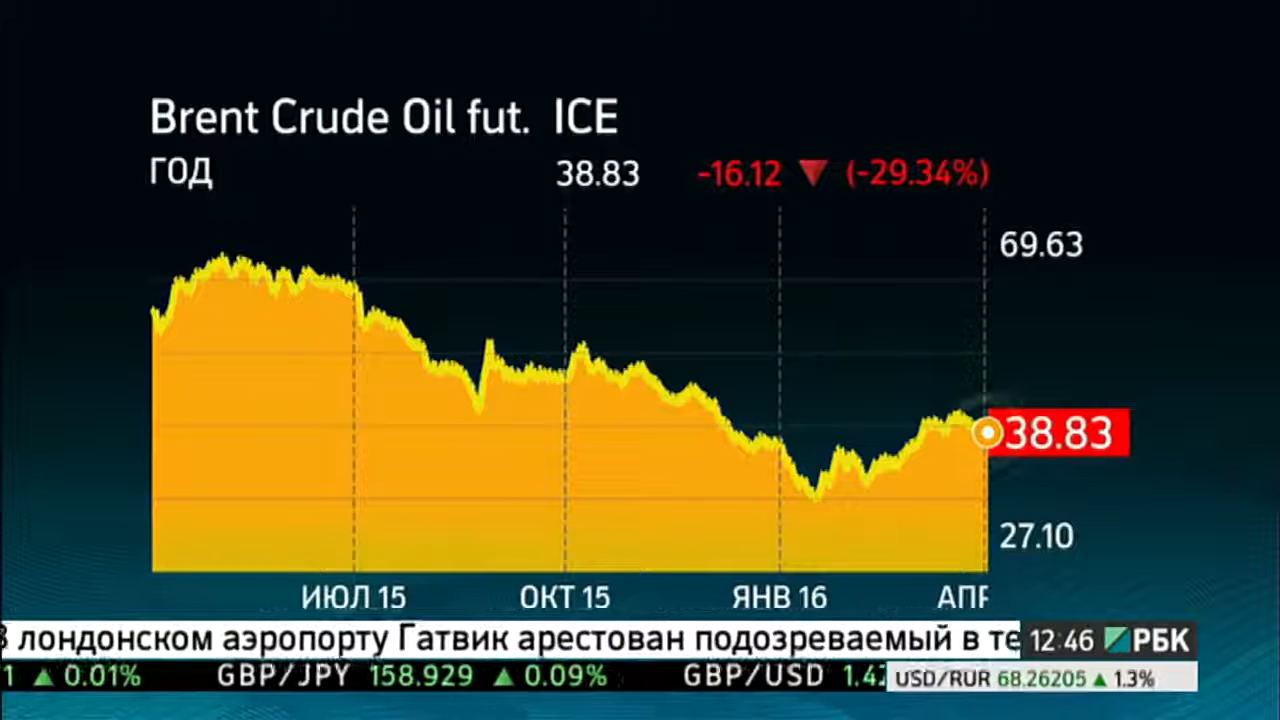 Brent Crude Oil fut. ICE
ГОД 38.83 -16.12 ▼ (-29.34%)
69.63
38.83
27.10
ИЮЛ 15 ОКТ 15 ЯНВ 16
лондонском аэропорту Гатвик арестован подозреваемый в
12:46 РБК
▲ 0.01% GBP/JPY 158.929 ▲ 0.09% GBP/USD
USD/RUR 68.26205 ▲ 1.3%